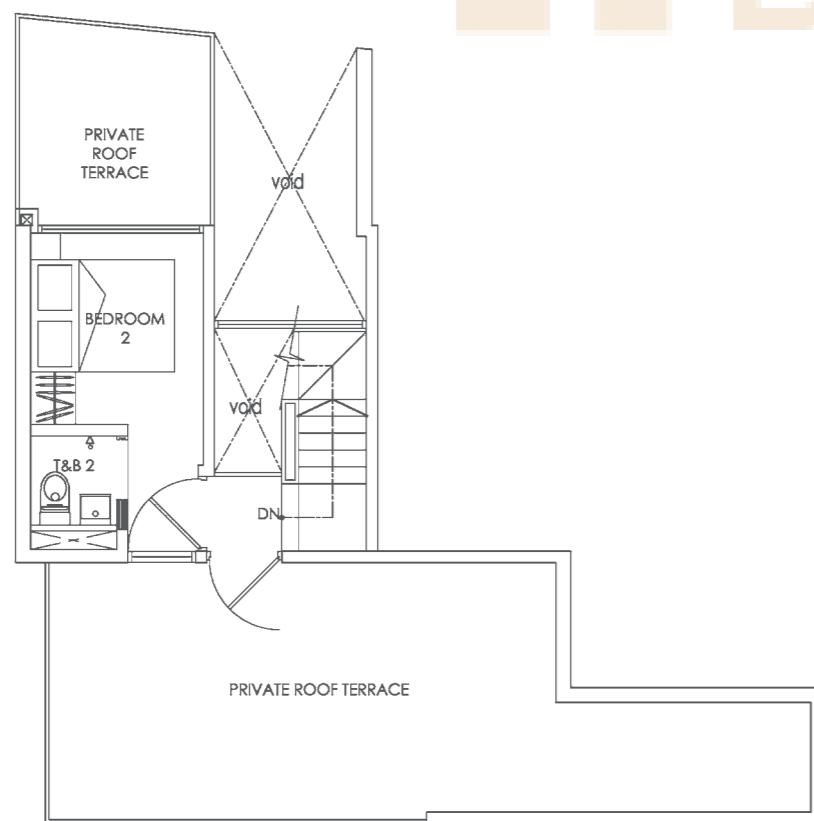 PRIVATE
ROOF
TERRACE
void
BEDROOM
2
void
T&B 2
DN
PRIVATE ROOF TERRACE